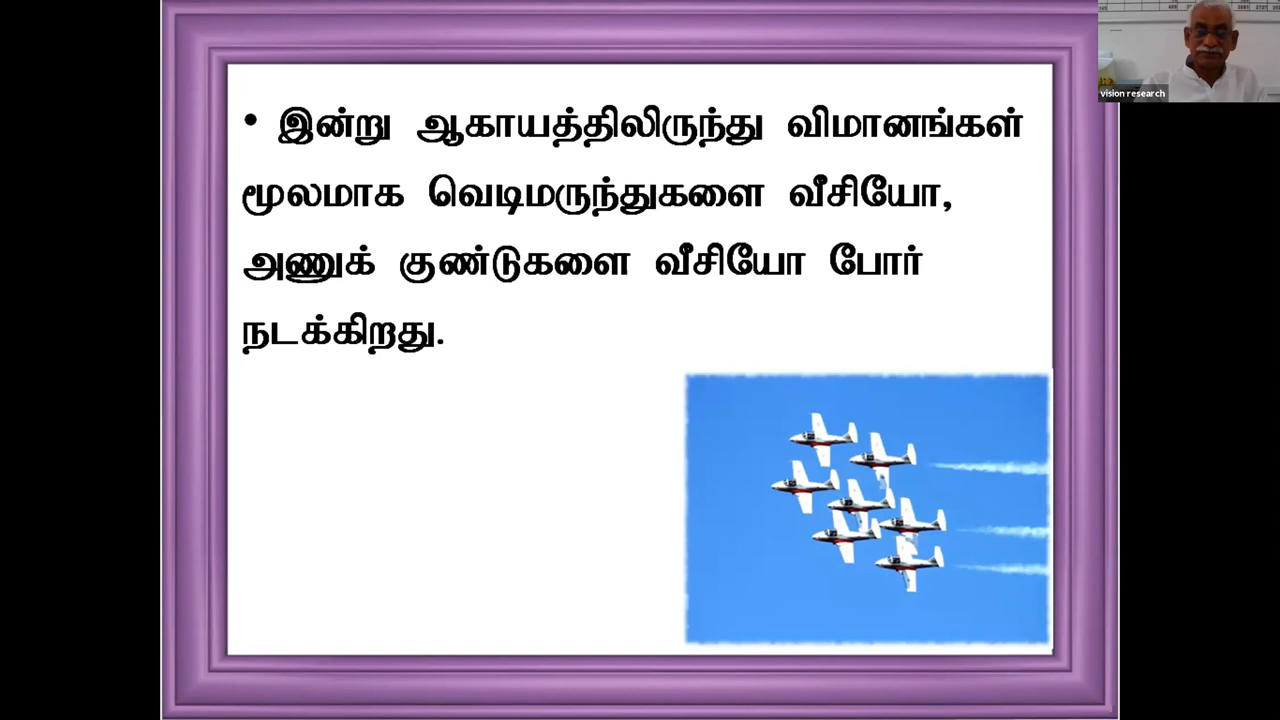 • இன்று ஆகாயத்திலிருந்து விமானங்கள்
மூலமாக வெடிமருந்துகளை வீசியோ,
அணுக் குண்டுகளை வீசியோ போர்
நடக்கிறது.
vision research